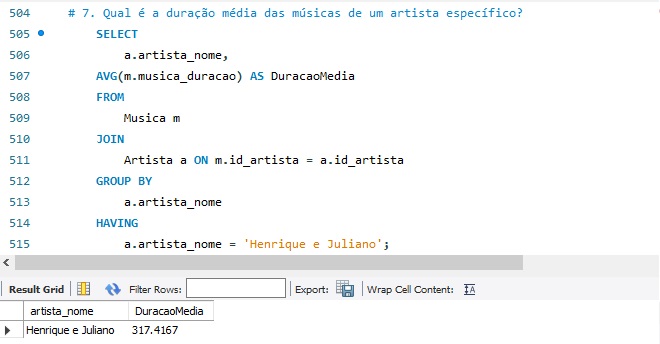 504 # 7. Qual é a duração média das músicas de um artista específico?
505 SELECT
506 a.artista_nome,
507 AVG(m.musica_duracao) AS DuracaoMedia
508 FROM
509 Musica m
510 JOIN
511 Artista a ON m.id_artista = a.id_artista
512 GROUP BY
513 a.artista_nome
514 HAVING
515 a.artista_nome = 'Henrique e Juliano';
Result Grid Filter Rows: Export: Wrap Cell Content:
artista_nome DuracaoMedia
Henrique e Juliano 317.4167